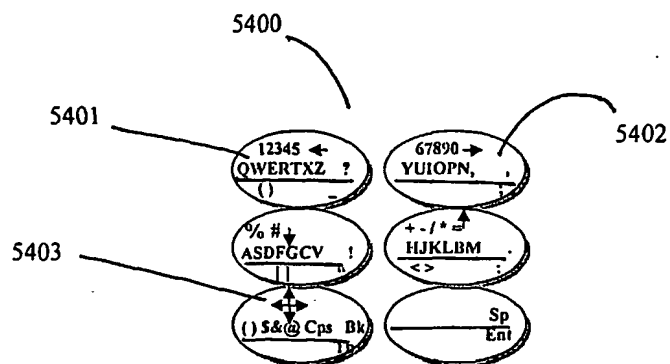 5400
5401
5402
5403
12345 ←
QWERTXZ ?
() _
67890 →
YUIOPN, '
;
% # ↓
ASDFGCV !
|| "
+ - / * = ↑
HJKLBM .
< > :
() $&@ Cps Bk
Sp
Ent